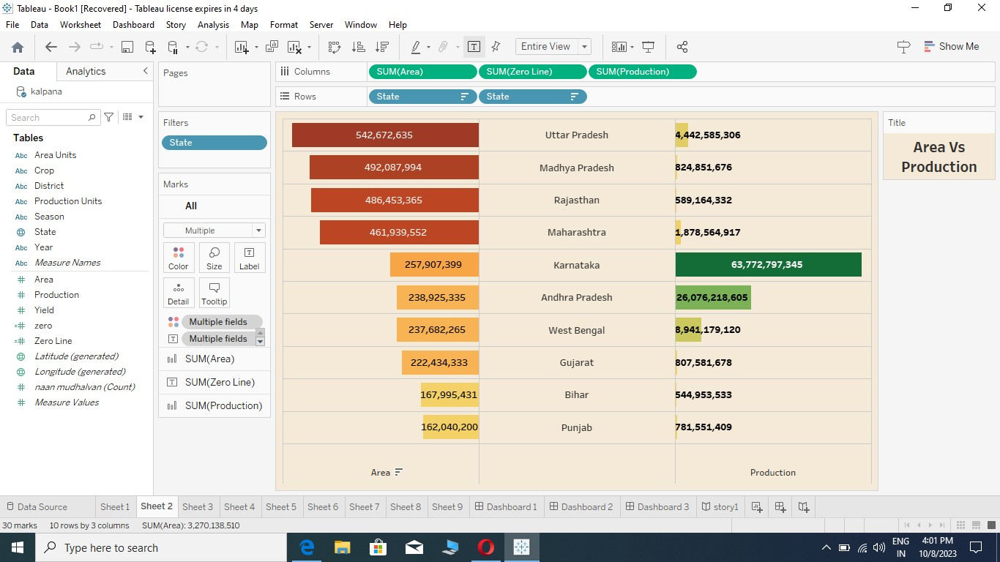 Tableau - Book1 [Recovered] - Tableau license expires in 4 days
File Data Worksheet Dashboard Story Analysis Map Format Server Window Help
Entire View
Show Me
Data Analytics
kalpana
Search
Tables
Abc Area Units
Abc Crop
Abc District
Abc Production Units
Abc Season
State
Abc Year
Abc Measure Names
Area
Production
Yield
zero
Zero Line
Latitude (generated)
Longitude (generated)
naan mudhalvan (Count)
Measure Values
Pages
Filters
State
Marks
All
Multiple
Color Size Label
Detail Tooltip
Multiple fields
Multiple fields
SUM(Area)
SUM(Zero Line)
SUM(Production)
Columns SUM(Area) SUM(Zero Line) SUM(Production)
Rows State State
542,672,635 Uttar Pradesh 4,442,585,306
492,087,994 Madhya Pradesh 824,851,676
486,453,365 Rajasthan 589,164,332
461,939,552 Maharashtra 1,878,564,917
257,907,399 Karnataka 63,772,797,345
238,925,335 Andhra Pradesh 26,076,218,605
237,682,265 West Bengal 8,941,179,120
222,434,333 Gujarat 807,581,678
167,995,431 Bihar 544,953,533
162,040,200 Punjab 781,551,409
Area Production
Title
Area Vs
Production
Data Source Sheet 1 Sheet 2 Sheet 3 Sheet 4 Sheet 5 Sheet 6 Sheet 7 Sheet 8 Sheet 9 Dashboard 1 Dashboard 2 Dashboard 3 story1
30 marks 10 rows by 3 columns SUM(Area): 3,270,138,510
Type here to search
ENG
IN
4:01 PM
10/8/2023